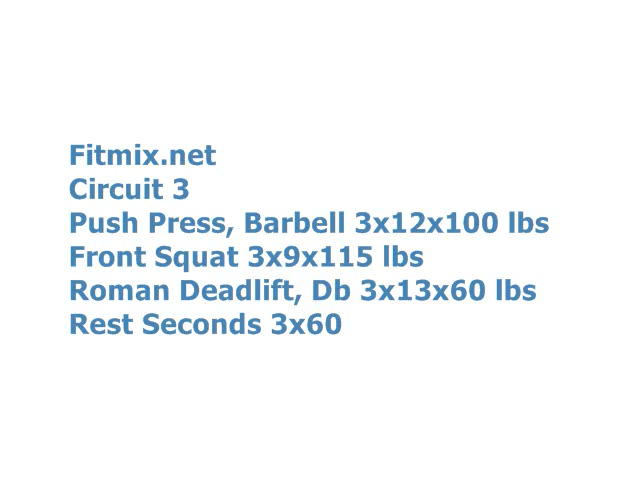 Fitmix.net
Circuit 3
Push Press, Barbell 3x12x100 lbs
Front Squat 3x9x115 lbs
Roman Deadlift, Db 3x13x60 lbs
Rest Seconds 3x60